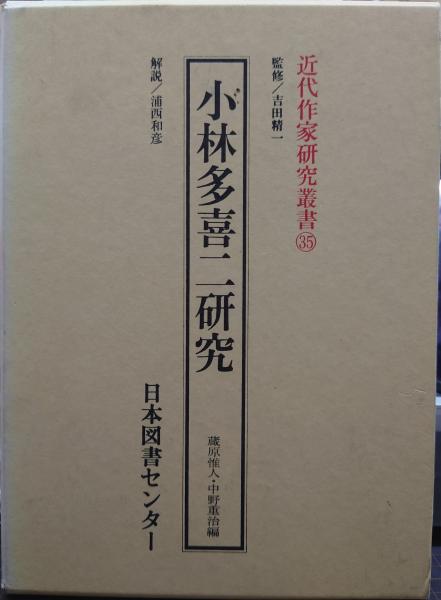 近代作家研究叢書㉟
監修／吉田精一
小林多喜二研究
蔵原惟人・中野重治編
解説／浦西和彦
日本図書センター